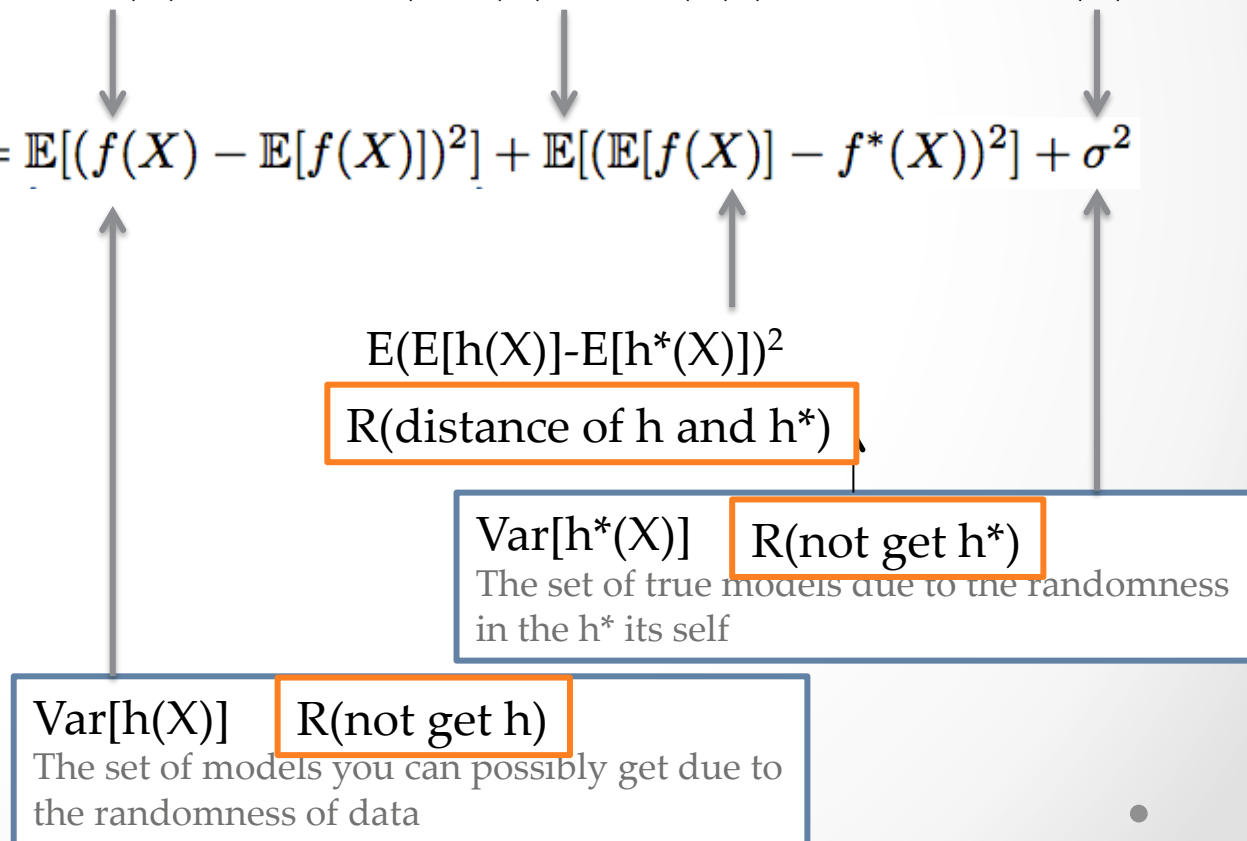 = 𝔼[(f(X) − 𝔼[f(X)])²] + 𝔼[(𝔼[f(X)] − f*(X))²] + σ²
E(E[h(X)]-E[h*(X)])²
R(distance of h and h*)
Var[h*(X)] R(not get h*)
The set of true models due to the randomness
in the h* its self
Var[h(X)] R(not get h)
The set of models you can possibly get due to
the randomness of data